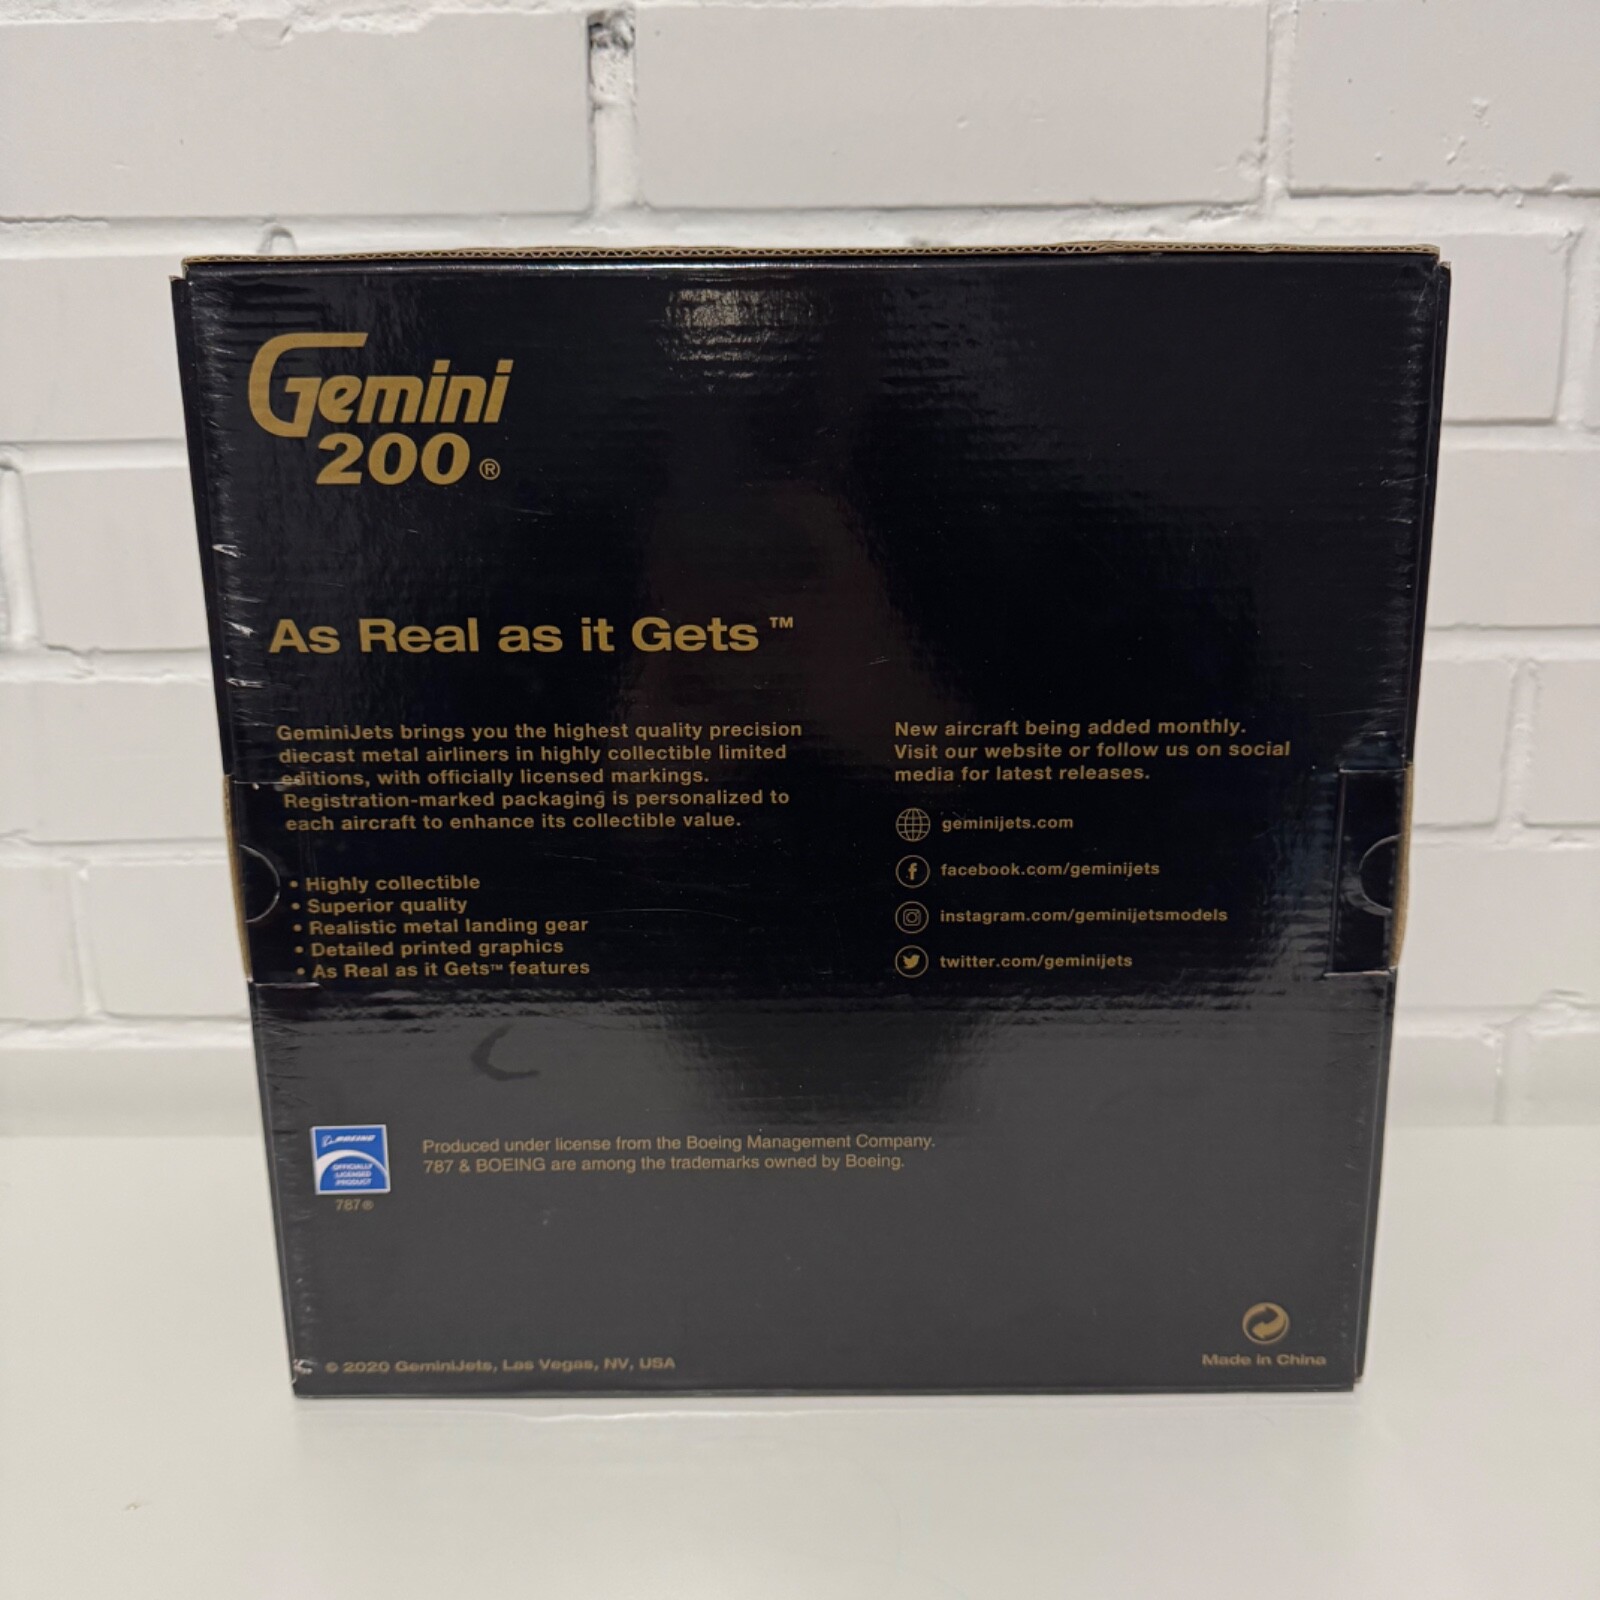 Gemini
200®
As Real as it Gets™
GeminiJets brings you the highest quality precision
diecast metal airliners in highly collectible limited
editions, with officially licensed markings.
Registration-marked packaging is personalized to
each aircraft to enhance its collectible value.
• Highly collectible
• Superior quality
• Realistic metal landing gear
• Detailed printed graphics
• As Real as it Gets™ features
New aircraft being added monthly.
Visit our website or follow us on social
media for latest releases.
geminijets.com
facebook.com/geminijets
instagram.com/geminijetsmodels
twitter.com/geminijets
BOEING
OFFICIALLY
LICENSED
PRODUCT
787®
Produced under license from the Boeing Management Company.
787 & BOEING are among the trademarks owned by Boeing.
© 2020 GeminiJets, Las Vegas, NV, USA
Made in China